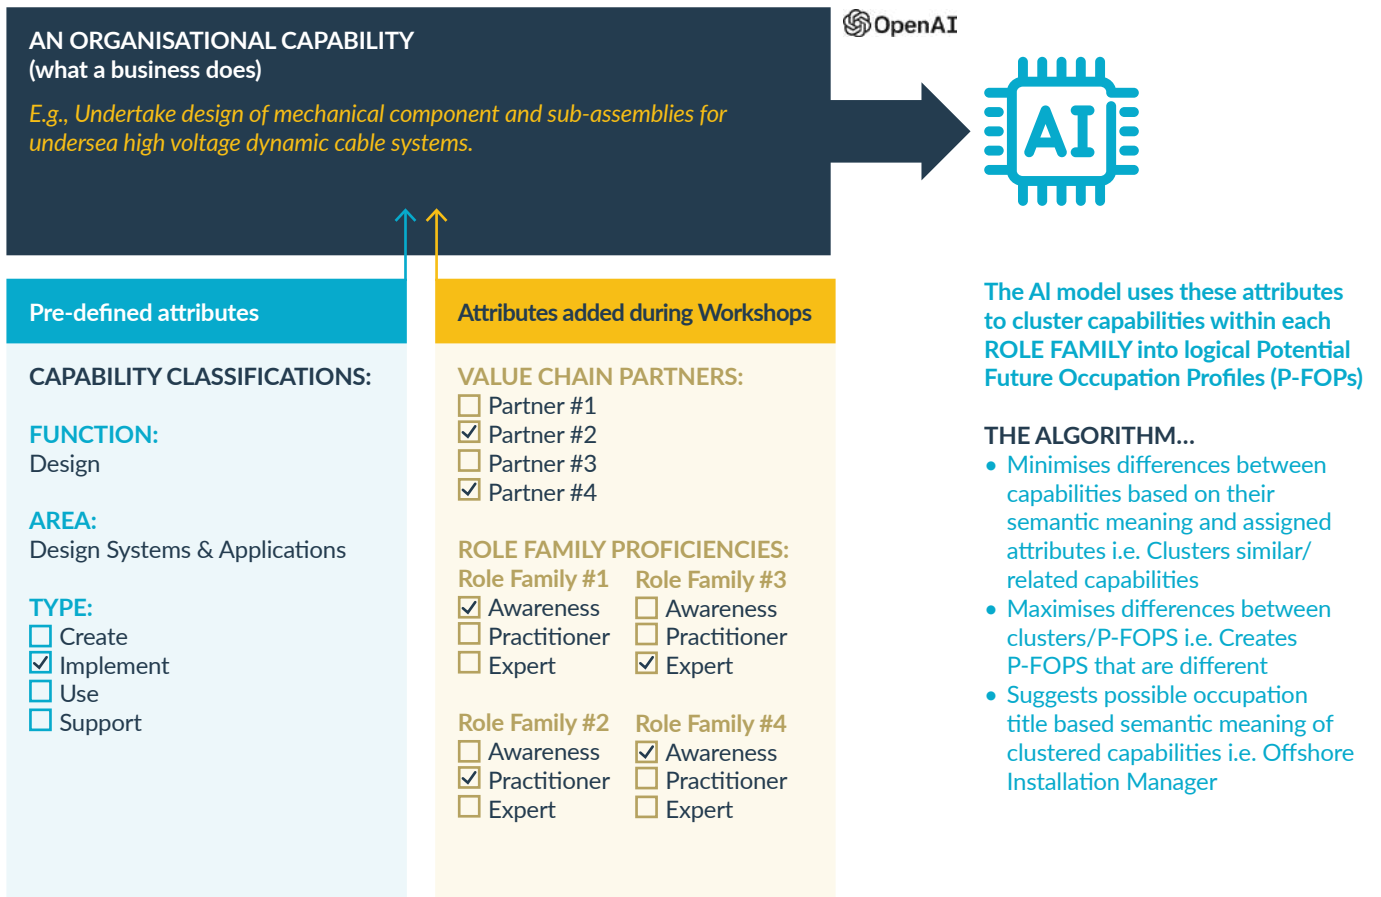 AN ORGANISATIONAL CAPABILITY
(what a business does)
E.g., Undertake design of mechanical component and sub-assemblies for
undersea high voltage dynamic cable systems.
OpenAI
AI
Pre-defined attributes
CAPABILITY CLASSIFICATIONS:
FUNCTION:
Design
AREA:
Design Systems & Applications
TYPE:
Create
Implement
Use
Support
Attributes added during Workshops
VALUE CHAIN PARTNERS:
Partner #1
Partner #2
Partner #3
Partner #4
ROLE FAMILY PROFICIENCIES:
Role Family #1
Awareness
Practitioner
Expert
Role Family #3
Awareness
Practitioner
Expert
Role Family #2
Awareness
Practitioner
Expert
Role Family #4
Awareness
Practitioner
Expert
The AI model uses these attributes
to cluster capabilities within each
ROLE FAMILY into logical Potential
Future Occupation Profiles (P-FOPs)
THE ALGORITHM...
• Minimises differences between
capabilities based on their
semantic meaning and assigned
attributes i.e. Clusters similar/
related capabilities
• Maximises differences between
clusters/P-FOPS i.e. Creates
P-FOPS that are different
• Suggests possible occupation
title based semantic meaning of
clustered capabilities i.e. Offshore
Installation Manager